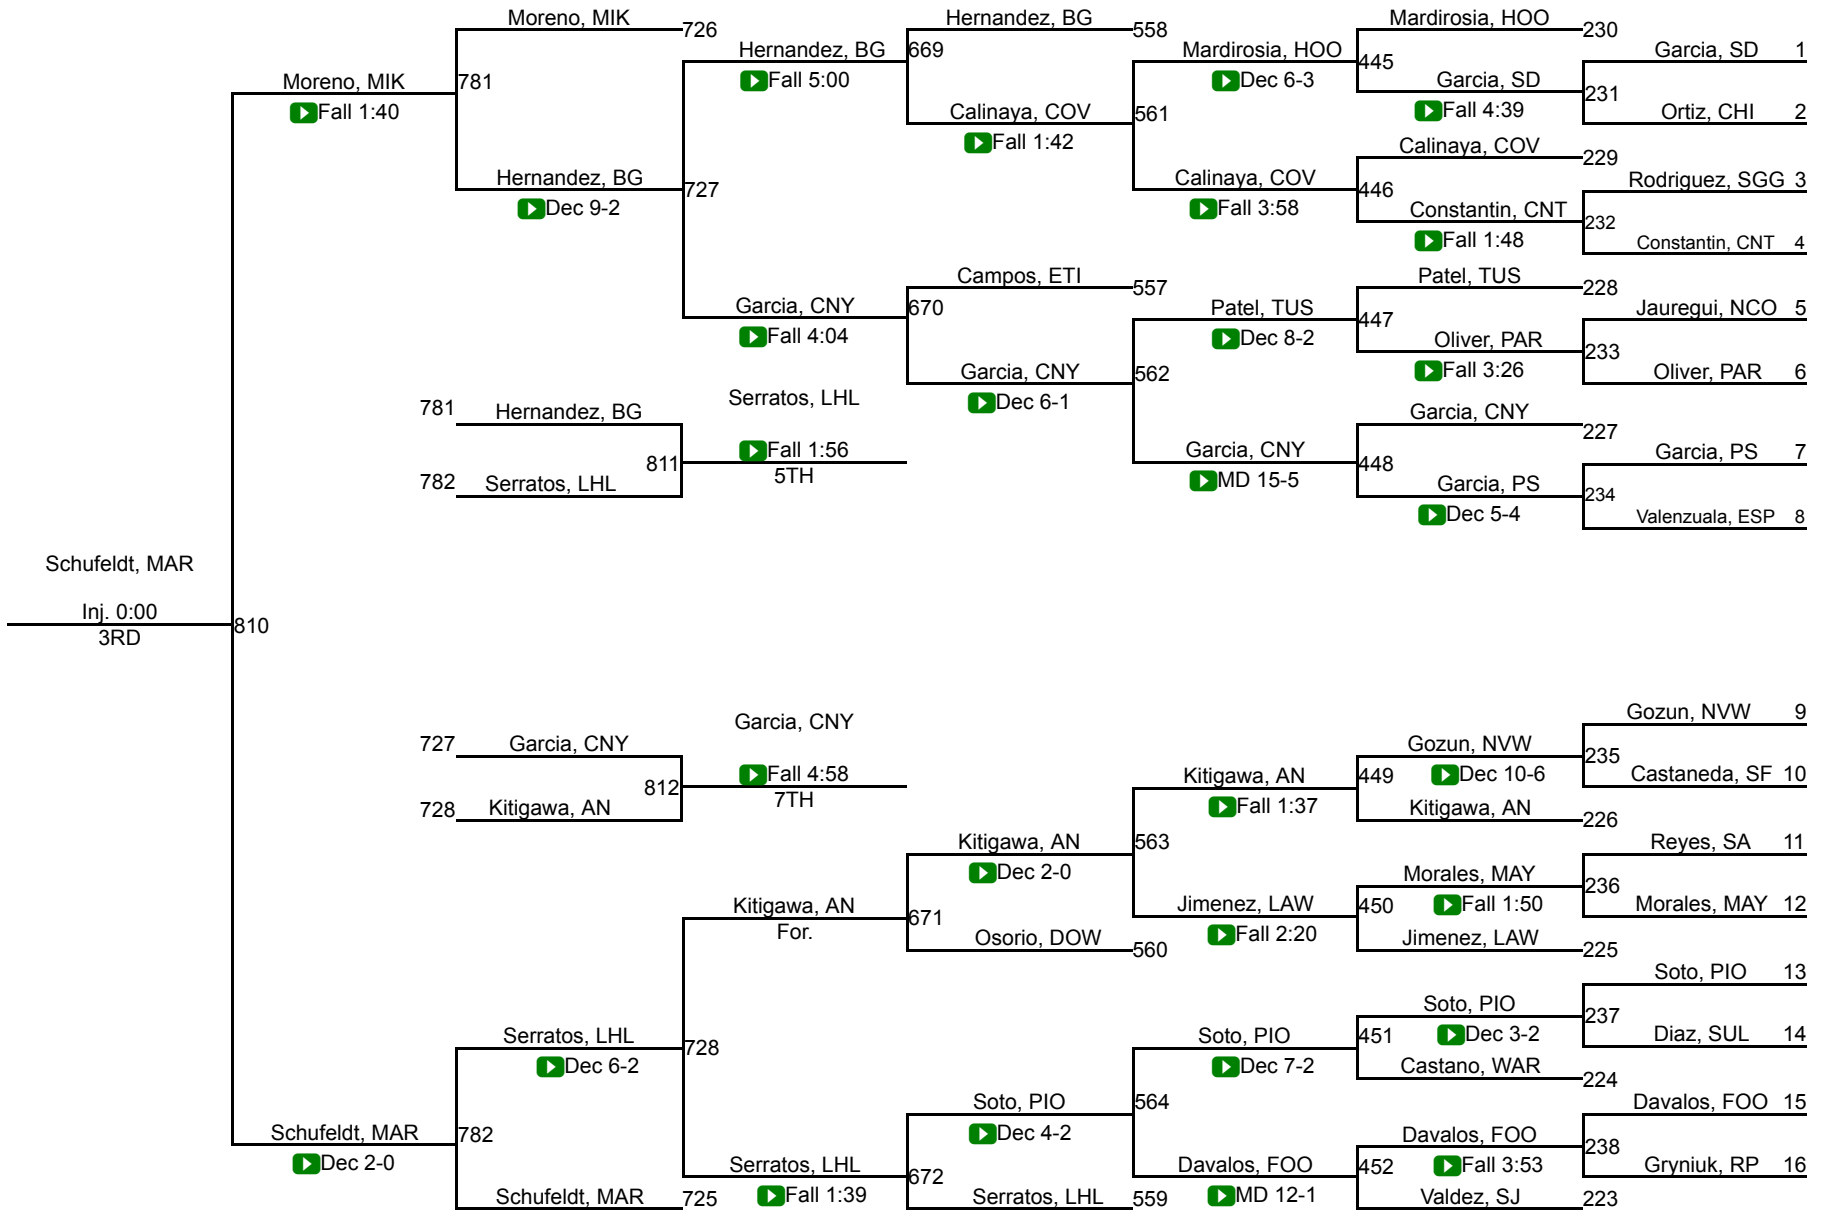 Moreno, MIK
726
Hernandez, BG
558
Mardirosia, HOO
230
Hernandez, BG
669
Mardirosia, HOO
445
Garcia, SD 1
Moreno, MIK
781
Fall 5:00
Dec 6-3
Garcia, SD
231
Fall 1:40
Calinaya, COV
561
Fall 4:39
Ortiz, CHI 2
Fall 1:42
Calinaya, COV
229
Hernandez, BG
727
Calinaya, COV
446
Rodriguez, SGG 3
Dec 9-2
Fall 3:58
Constantin, CNT
232
Fall 1:48
Constantin, CNT 4
Campos, ETI
557
Patel, TUS
228
Garcia, CNY
670
Patel, TUS
447
Jauregui, NCO 5
Fall 4:04
Dec 8-2
Oliver, PAR
233
Garcia, CNY
562
Fall 3:26
Oliver, PAR 6
781
Hernandez, BG
Serratos, LHL
Dec 6-1
Garcia, CNY
227
811
Fall 1:56
Garcia, CNY
448
Garcia, PS 7
782
Serratos, LHL
5TH
MD 15-5
Garcia, PS
234
Dec 5-4
Valenzuala, ESP 8
Schufeldt, MAR
Inj. 0:00
810
3RD
Garcia, CNY
Gozun, NVW 9
727
Garcia, CNY
Gozun, NVW
235
812
Fall 4:58
Kitigawa, AN
449
Dec 10-6
Castaneda, SF 10
728
Kitigawa, AN
7TH
Fall 1:37
Kitigawa, AN
226
Kitigawa, AN
563
Reyes, SA 11
Dec 2-0
Morales, MAY
236
Kitigawa, AN
671
Jimenez, LAW
450
Fall 1:50
Morales, MAY 12
For.
Osorio, DOW
560
Fall 2:20
Jimenez, LAW
225
Soto, PIO 13
Serratos, LHL
728
Soto, PIO
451
Soto, PIO
237
Dec 6-2
Dec 7-2
Dec 3-2
Diaz, SUL 14
Castano, WAR
224
Soto, PIO
564
Davalos, FOO 15
Schufeldt, MAR
782
Dec 4-2
Davalos, FOO
238
Dec 2-0
Serratos, LHL
672
Davalos, FOO
452
Fall 3:53
Gryniuk, RP 16
Schufeldt, MAR
725
Fall 1:39
Serratos, LHL
559
MD 12-1
Valdez, SJ
223